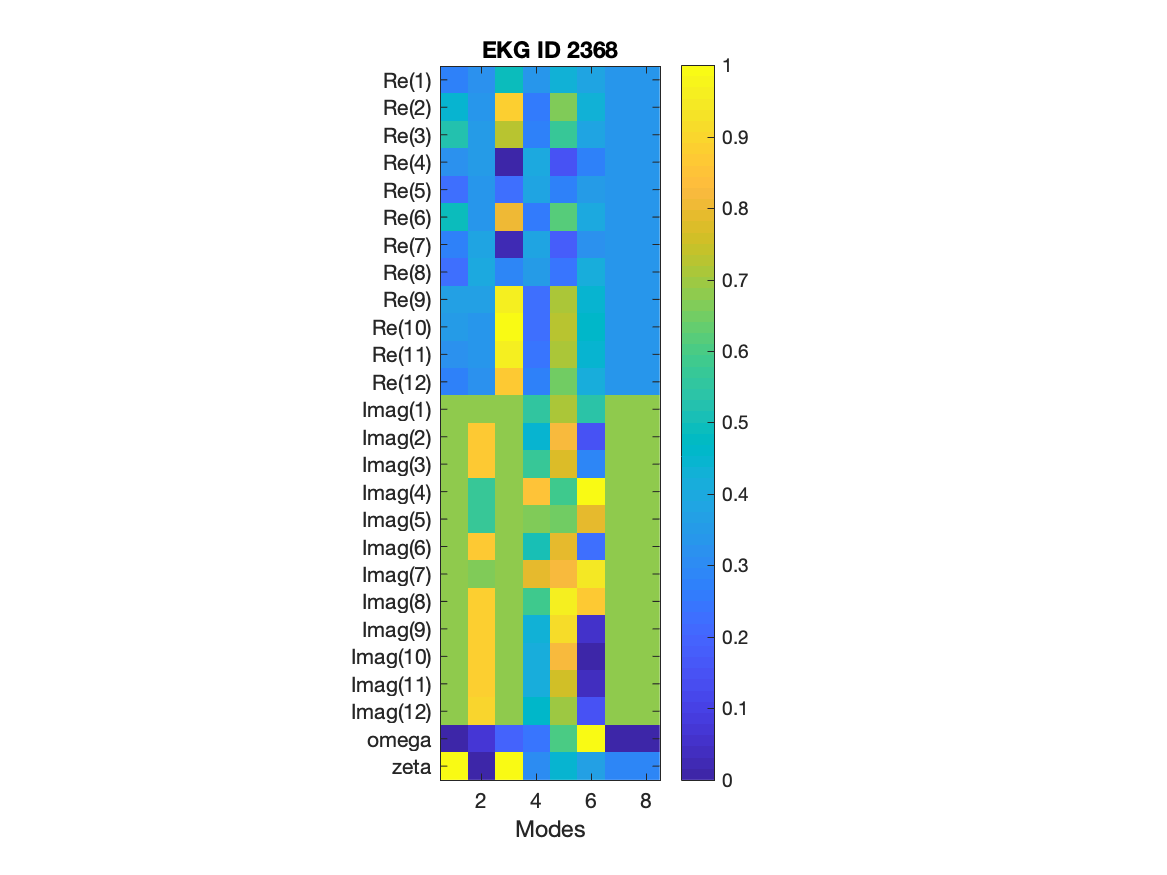 EKG ID 2368
Re(1)
Re(2)
Re(3)
Re(4)
Re(5)
Re(6)
Re(7)
Re(8)
Re(9)
Re(10)
Re(11)
Re(12)
Imag(1)
Imag(2)
Imag(3)
Imag(4)
Imag(5)
Imag(6)
Imag(7)
Imag(8)
Imag(9)
Imag(10)
Imag(11)
Imag(12)
omega
zeta
2 4 6 8
Modes
1
0.9
0.8
0.7
0.6
0.5
0.4
0.3
0.2
0.1
0